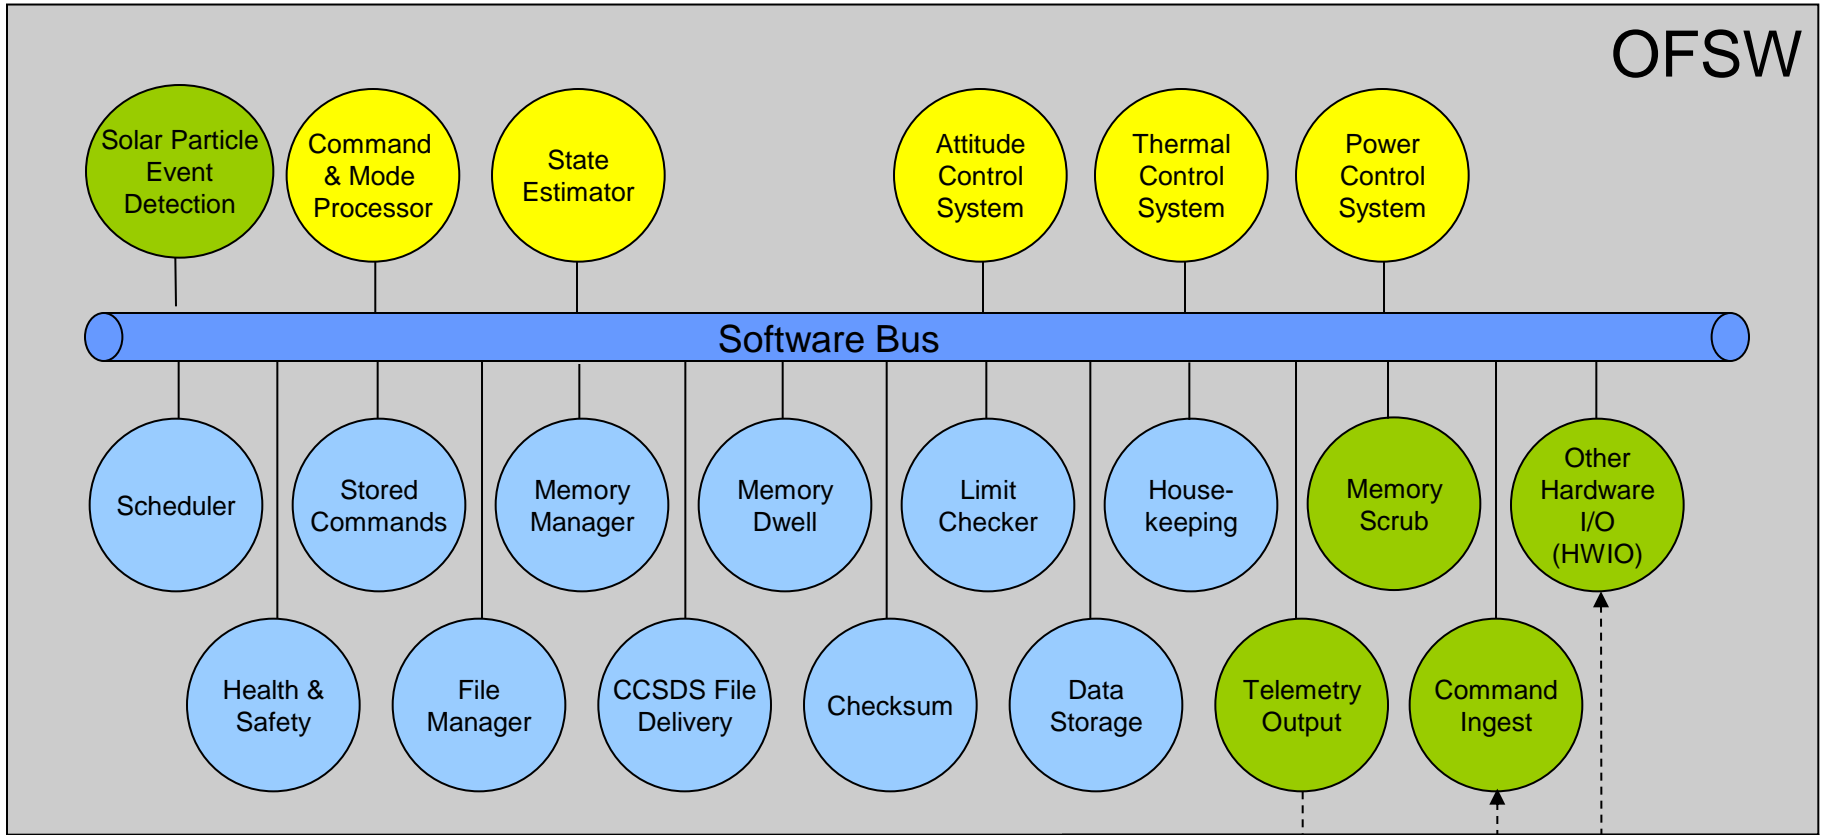 OFSW
Solar Particle
Event
Detection
Command
& Mode
Processor
State
Estimator
Attitude
Control
System
Thermal
Control
System
Power
Control
System
Software Bus
Scheduler
Stored
Commands
Memory
Manager
Memory
Dwell
Limit
Checker
House-
keeping
Memory
Scrub
Other
Hardware
I/O
(HWIO)
Health &
Safety
File
Manager
CCSDS File
Delivery
Checksum
Data
Storage
Telemetry
Output
Command
Ingest